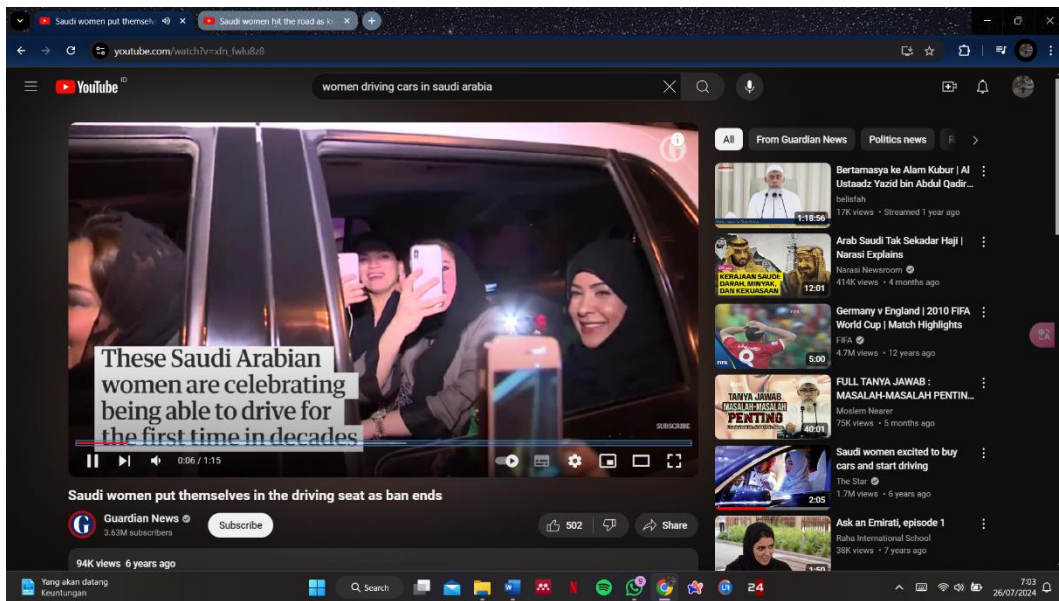 Saudi women put themselv
Saudi women hit the road as k
youtube.com/watch?v=xfn_fwlu8z8
YouTube ID
women driving cars in saudi arabia
These Saudi Arabian
women are celebrating
being able to drive for
the first time in decades
SUBSCRIBE
0:06 / 1:15
Saudi women put themselves in the driving seat as ban ends
Guardian News
3.63M subscribers
Subscribe
502
Share
94K views 6 years ago
All
From Guardian News
Politics news
Bertamasya ke Alam Kubur | Al
Ustaadz Yazid bin Abdul Qadir...
belisfah
17K views • Streamed 1 year ago
1:18:56
Arab Saudi Tak Sekadar Haji |
Narasi Explains
Narasi Newsroom
414K views • 4 months ago
KERAJAAN SAUDI:
DARAH, MINYAK,
DAN KEKUASAAN
12:01
Germany v England | 2010 FIFA
World Cup | Match Highlights
FIFA
4.7M views • 12 years ago
5:00
FULL TANYA JAWAB :
MASALAH-MASALAH PENTIN...
Moslem Nearer
75K views • 5 months ago
TANYA JAWAB
MASALAH-MASALAH
PENTING
40:01
Saudi women excited to buy
cars and start driving
The Star
1.7M views • 6 years ago
2:05
Ask an Emirati, episode 1
Raha International School
38K views • 7 years ago
1:50
Yang akan datang
Keuntungan
Search
24
7:03
26/07/2024